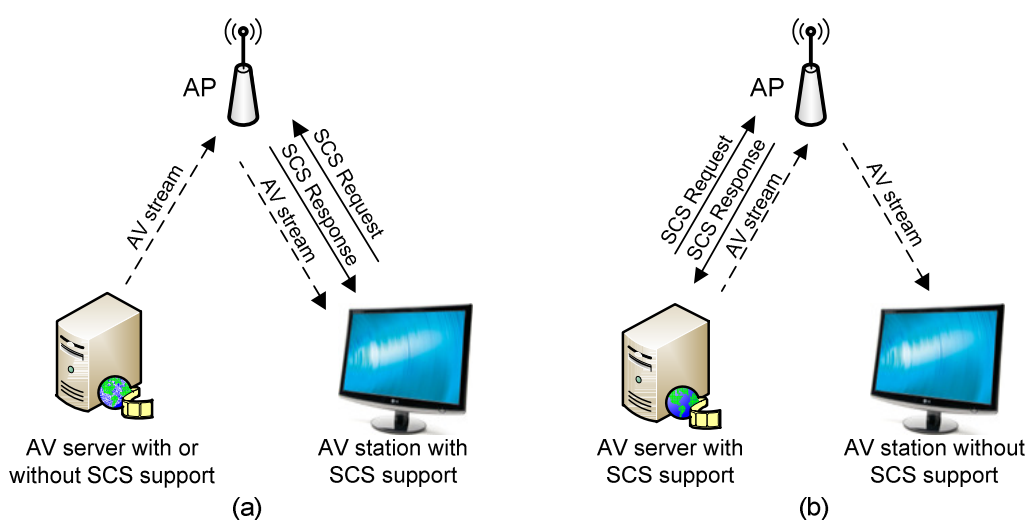 AP
AV stream
AV stream
SCS Response
SCS Request
AV server with or
without SCS support
AV station with
SCS support
(a)
AP
SCS Request
SCS Response
AV stream
AV stream
AV server with
SCS support
AV station without
SCS support
(b)